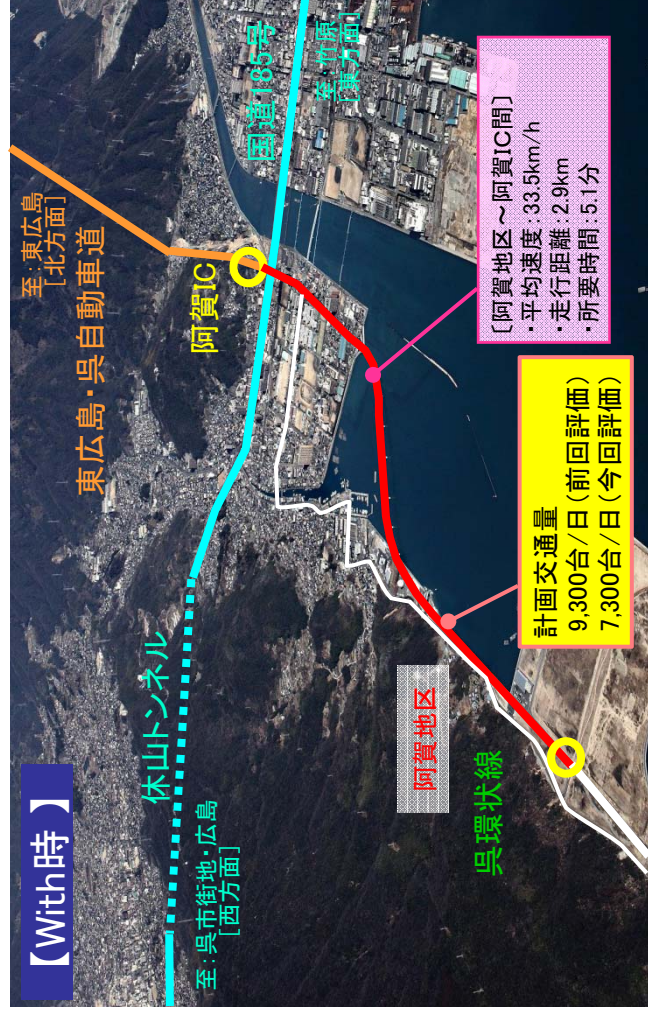 【With時 】
至：呉市街地・広島
[西方面]
休山トンネル
東広島・呉自動車道
至：東広島
[北方面]
阿賀IC
国道185号
至：竹原
[東方面]
呉環状線
阿賀地区
計画交通量
9,300台/日(前回評価)
7,300台/日(今回評価)
[阿賀地区～阿賀IC間]
・平均速度：33.5km/h
・走行距離：2.9km
・所要時間：5.1分